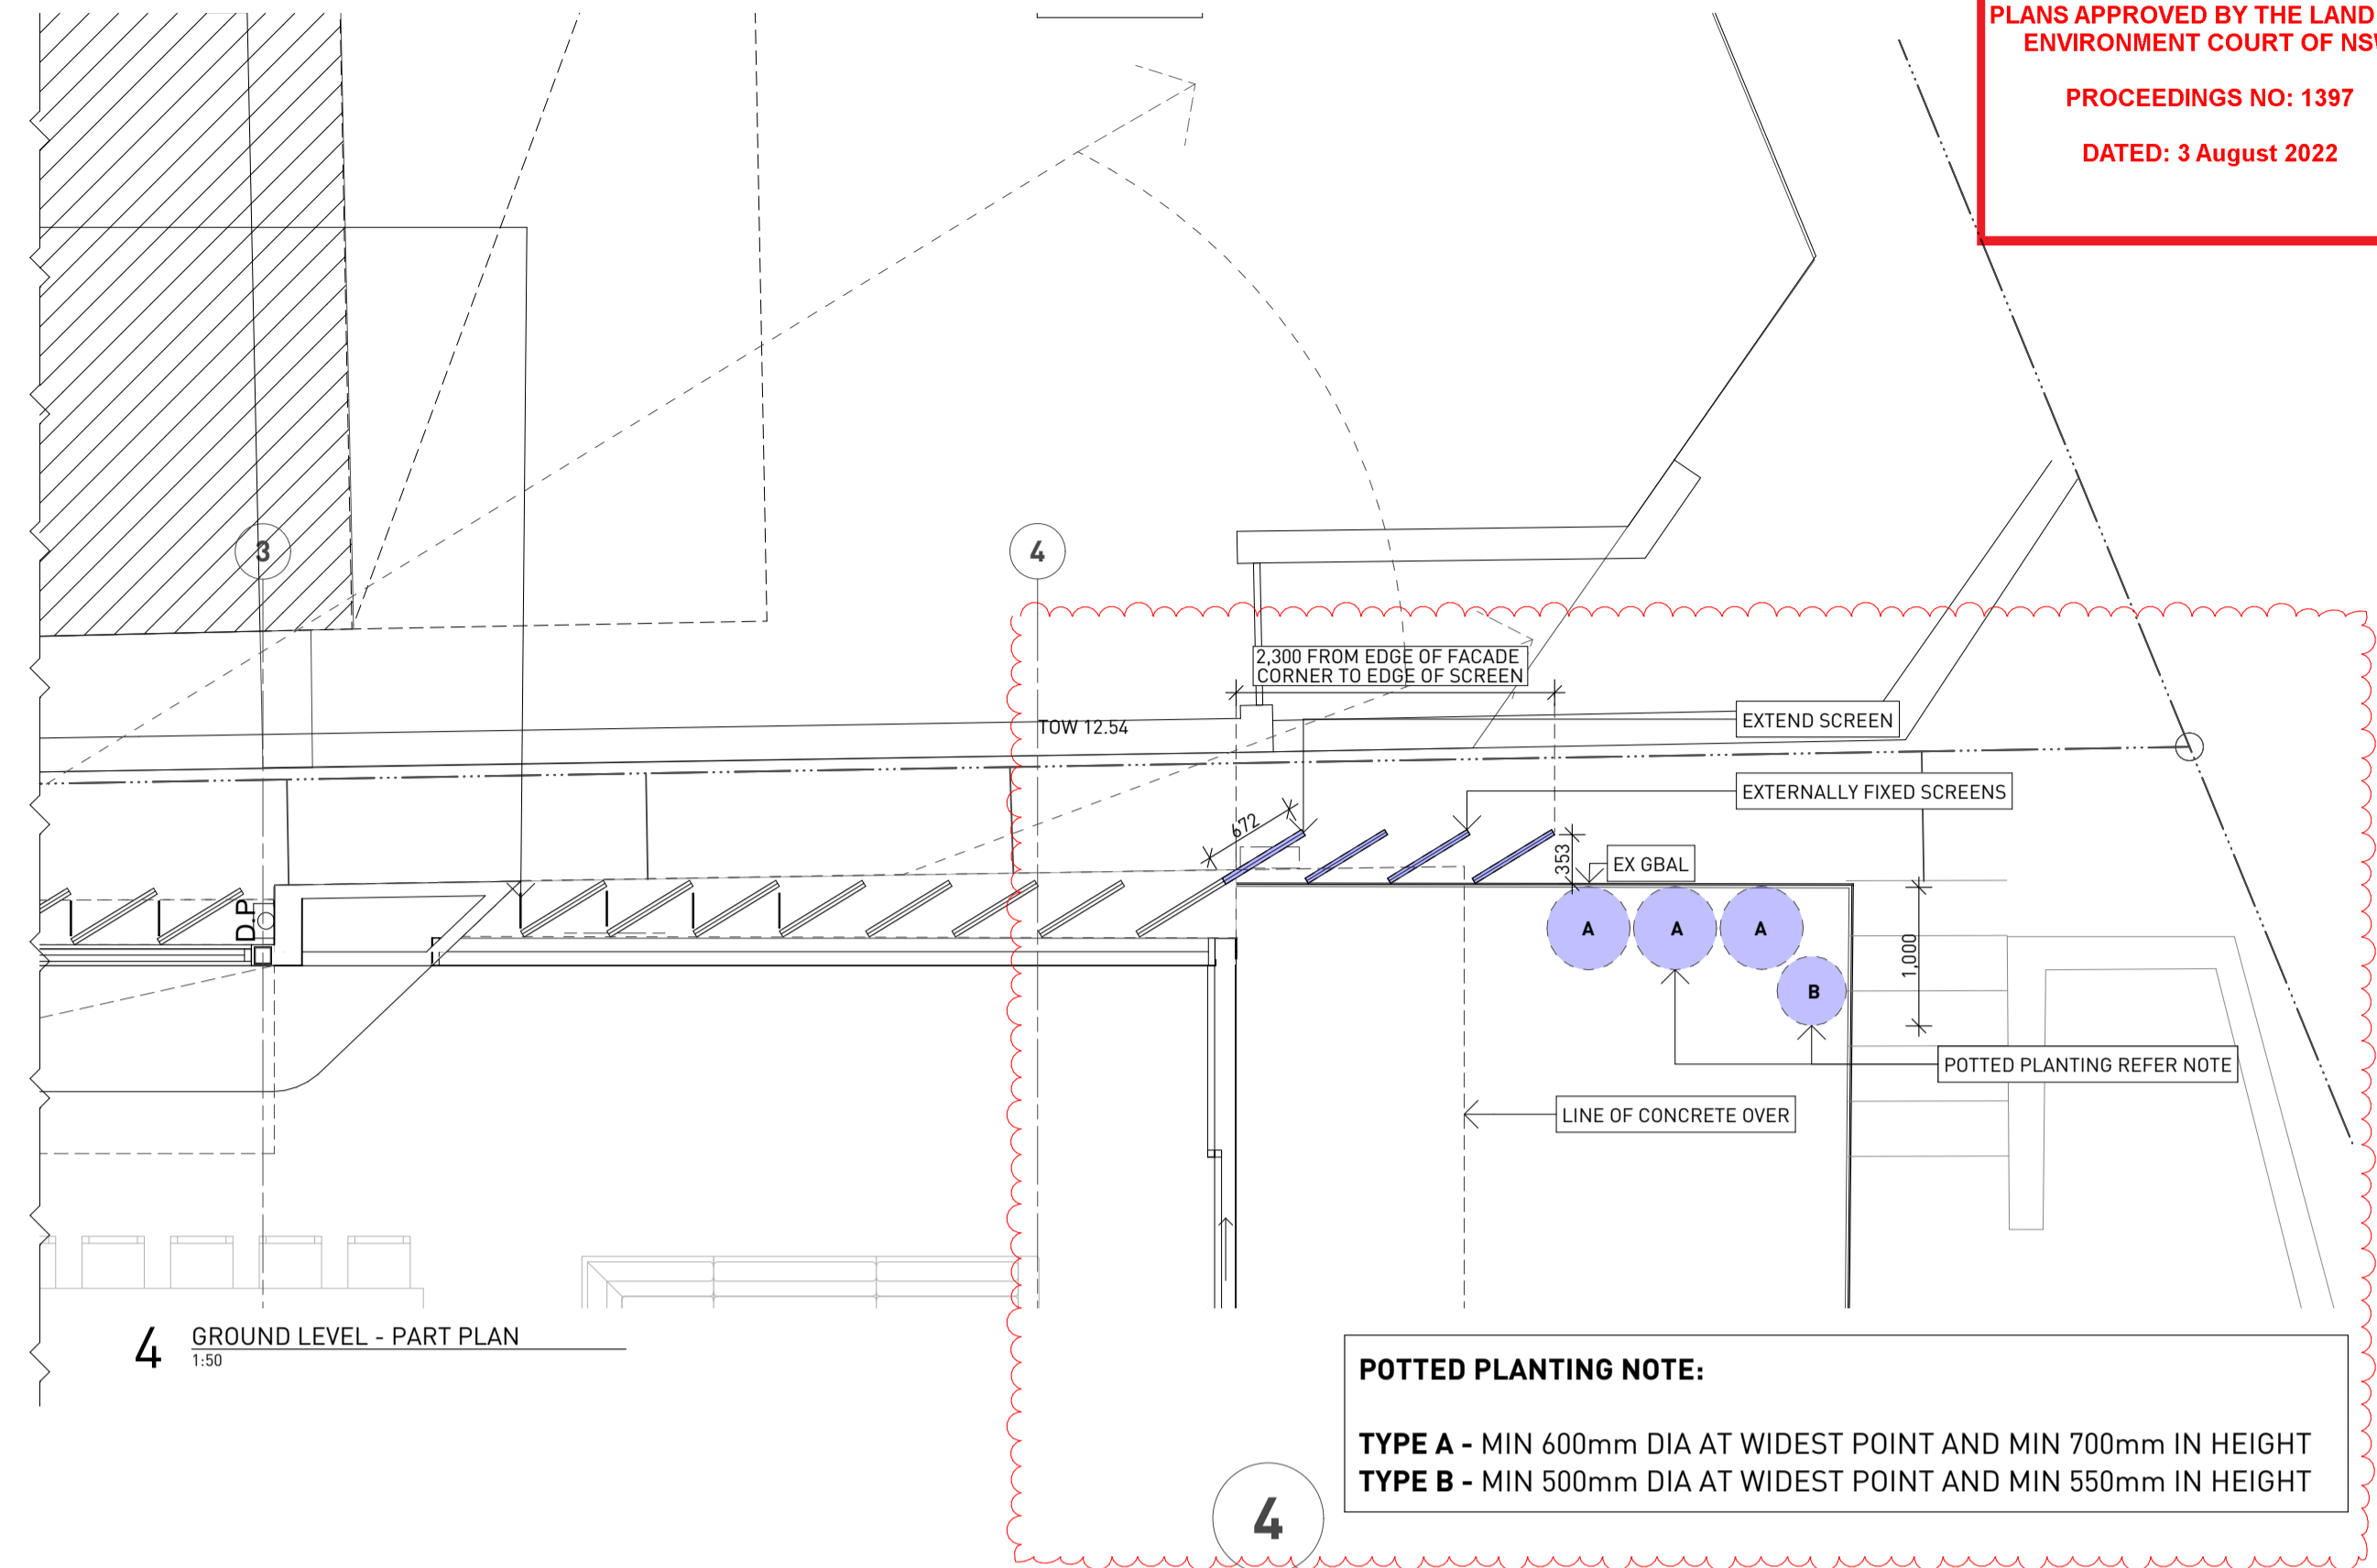 PLANS APPROVED BY THE LAND
ENVIRONMENT COURT OF
PROCEEDINGS NO: 1397
DATED: 3 August 2022
3
4
2,300 FROM EDGE OF FACADE
CORNER TO EDGE OF SCREEN
TOW 12.54
EXTEND SCREEN
EXTERNALLY FIXED SCREENS
672
353
EX GBAL
D.P
A
A
A
B
1,000
POTTED PLANTING REFER NOTE
LINE OF CONCRETE OVER
4
GROUND LEVEL - PART PLAN
1:50
POTTED PLANTING NOTE:
TYPE A - MIN 600mm DIA AT WIDEST POINT AND MIN 700mm IN HEIGHT
TYPE B - MIN 500mm DIA AT WIDEST POINT AND MIN 550mm IN HEIGHT
4